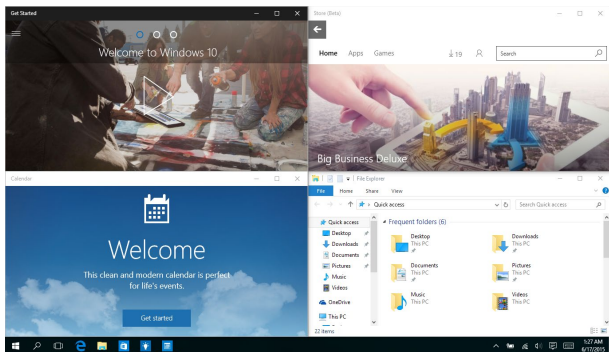 Get Started
Welcome to Windows 10
Store (Beta)
Home Apps Games
19
Search
Big Business Deluxe
Calendar
Welcome
This clean and modern calendar is perfect
for life's events.
Get started
File Explorer
File Home Share View
Quick access
Search Quick access
Quick access
Desktop
Downloads
Documents
Pictures
Music
Videos
OneDrive
This PC
22 items
Frequent folders (6)
Desktop
This PC
Downloads
This PC
Documents
This PC
Pictures
This PC
Music
This PC
Videos
This PC
1:27 AM
6/17/2015